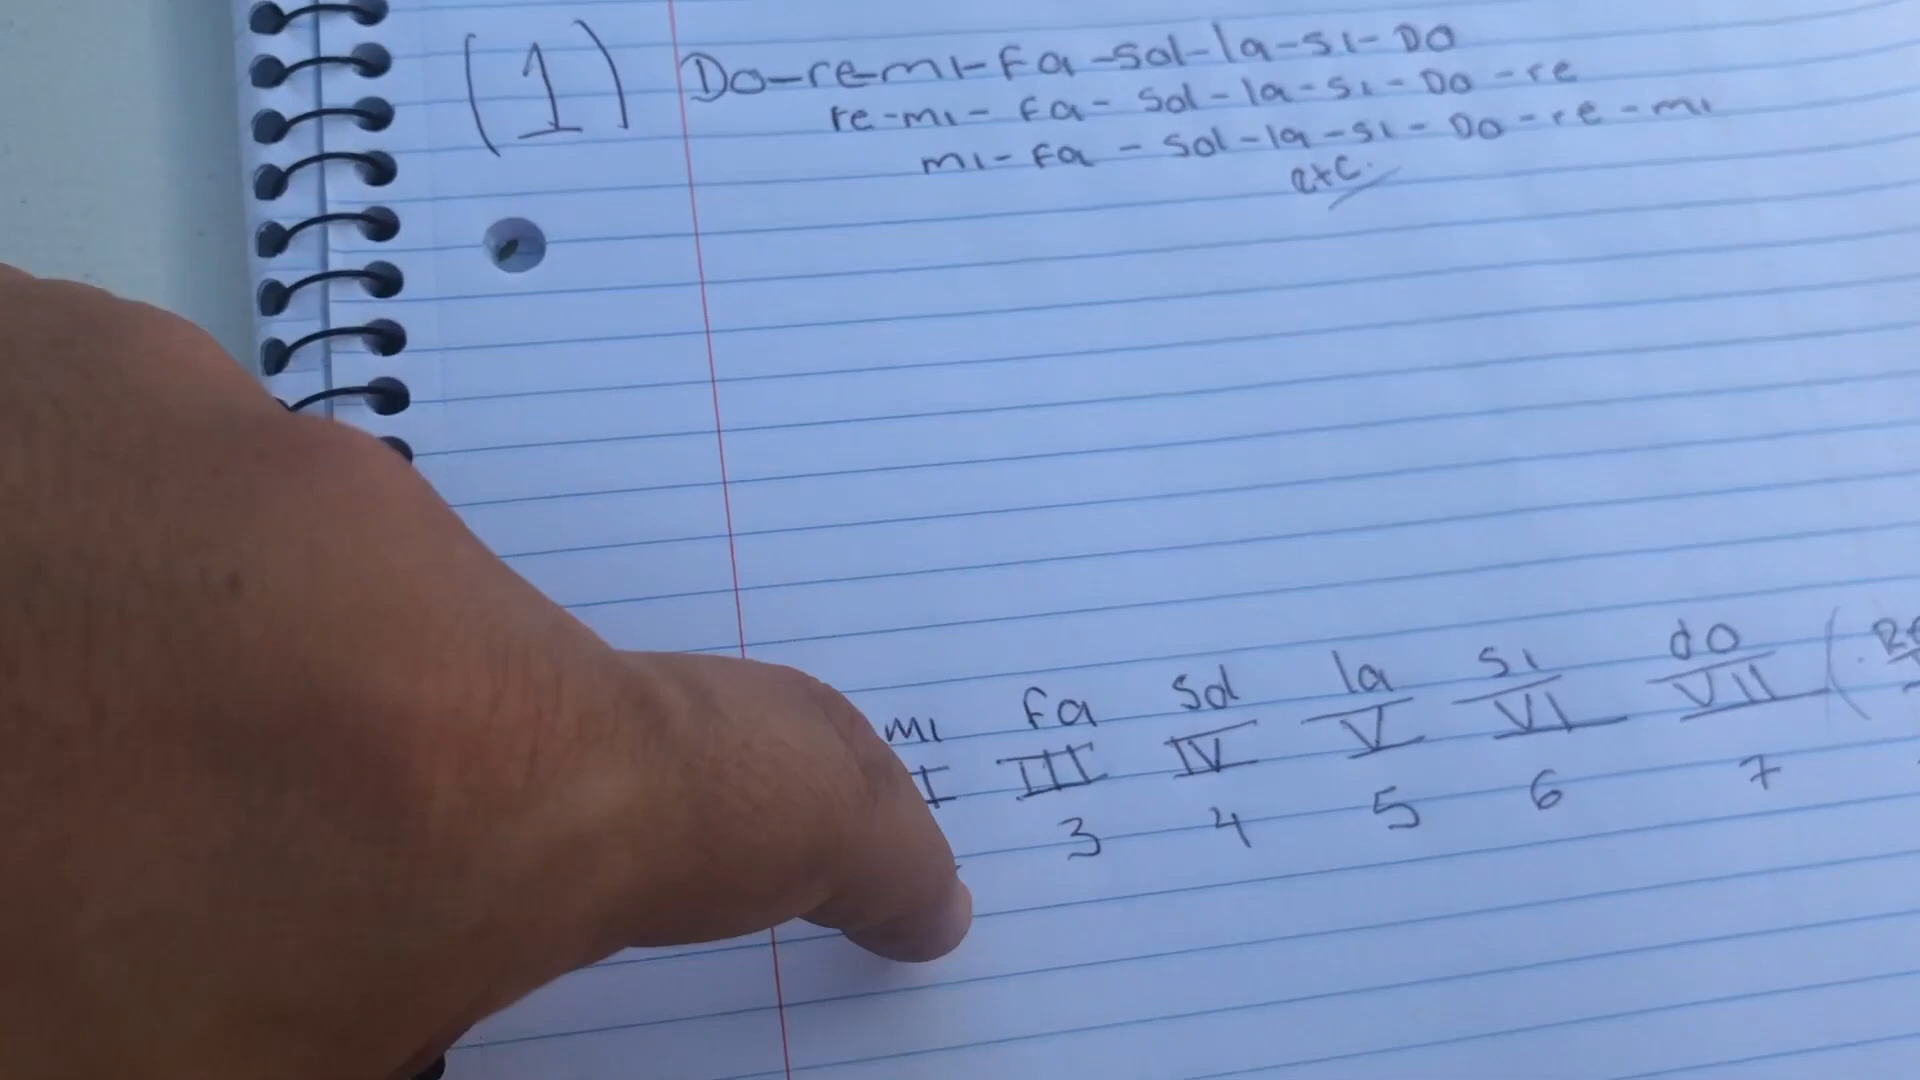 (1) Do-re-mi-Fa-Sol-la-si-Do
re-mi-Fa-Sol-la-si-Do-re
mi-Fa-Sol-la-si-Do-re-mi
etc.
mi Fa Sol la si do (
III IV V VI VII
3 4 5 6 7